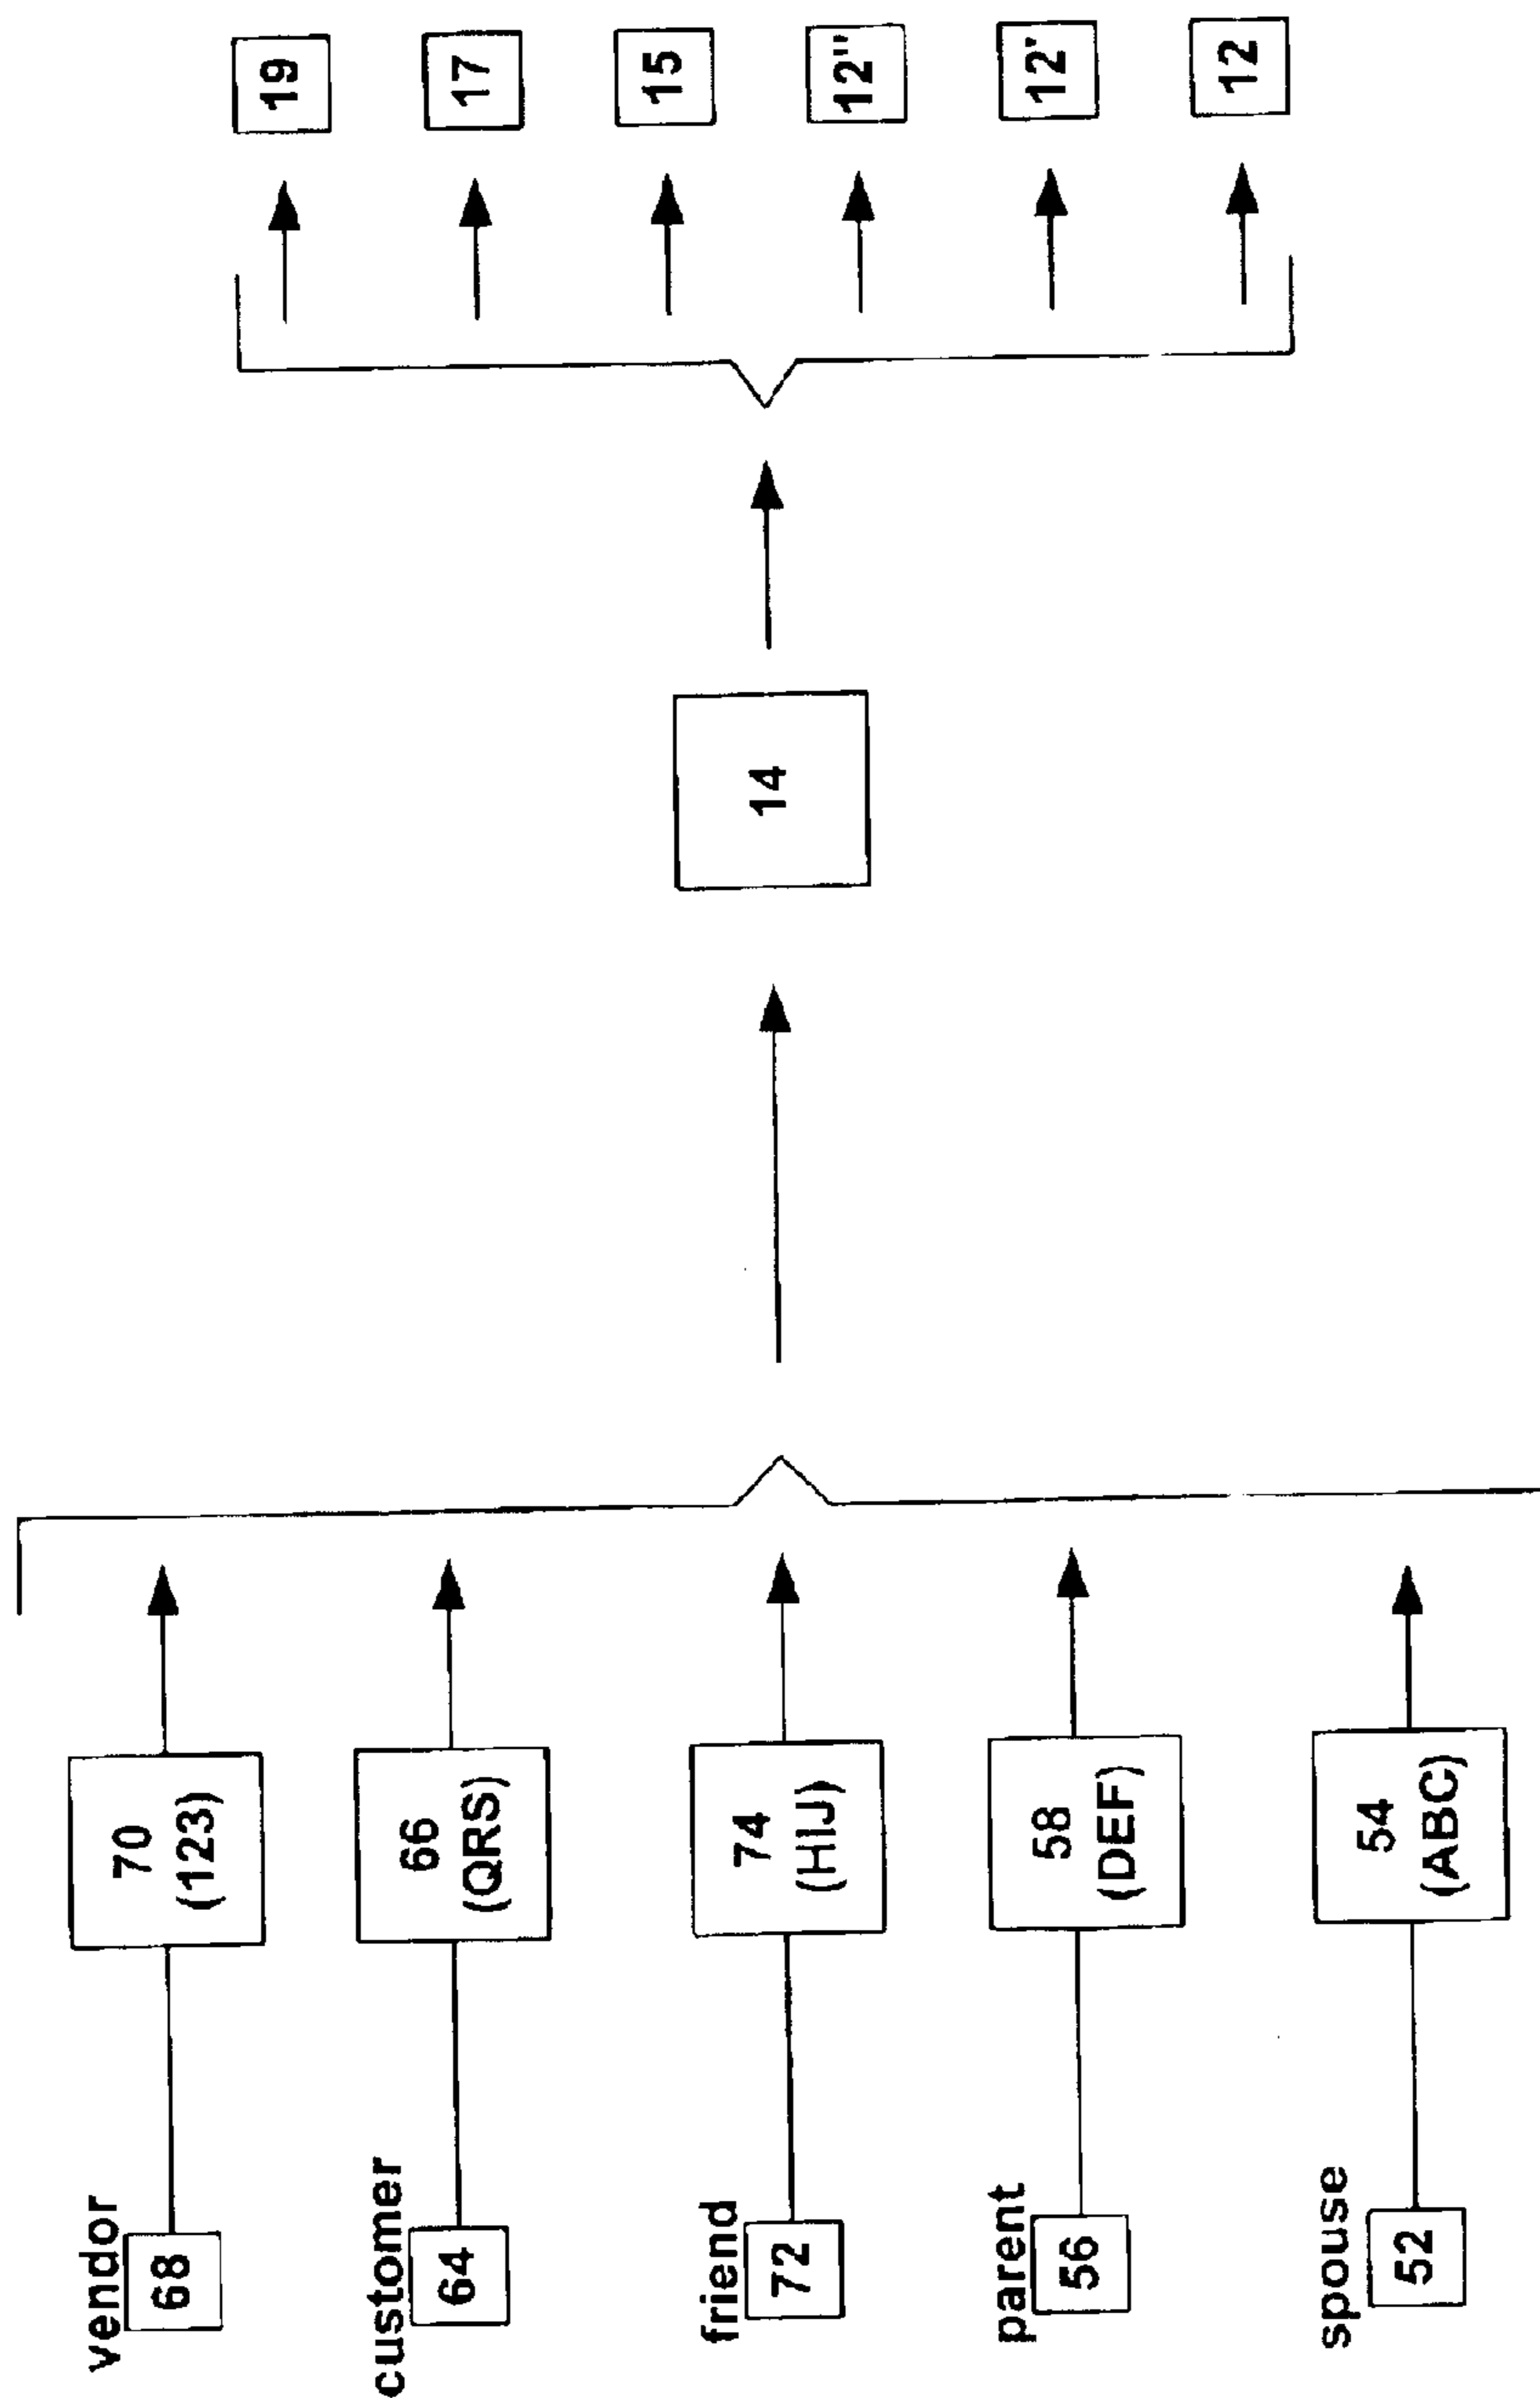 vendor
68
70
(123)
customer
64
66
(QRS)
friend
72
74
(HIJ)
parent
56
58
(DEF)
spouse
52
54
(ABC)
14
19
17
15
12"
12'
12